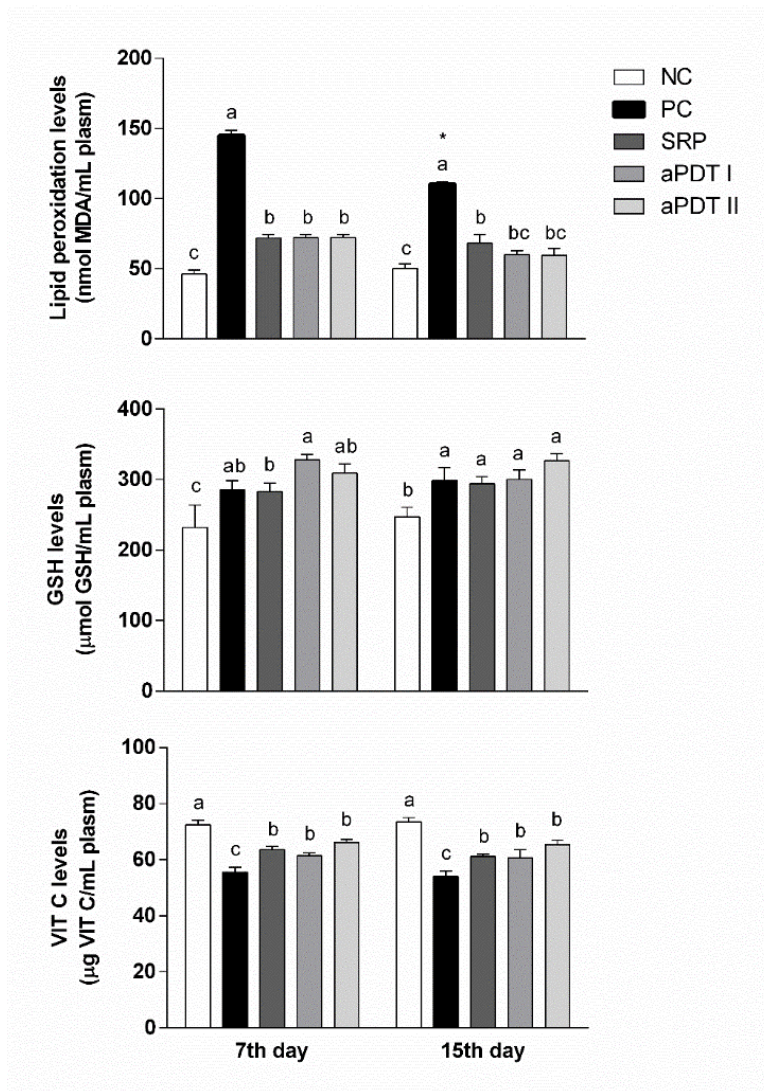 Lipid peroxidation levels
(nmol MDA/mL plasm)
200
150
100
50
0
c
a
b
b
b
c
*
a
b
bc
bc
NC
PC
SRP
aPDT I
aPDT II
GSH levels
(μmol GSH/mL plasm)
400
300
200
100
0
c
ab
b
a
ab
b
a
a
a
a
VIT C levels
(μg VIT C/mL plasm)
100
80
60
40
20
0
a
c
b
b
b
a
c
b
b
b
7th day
15th day